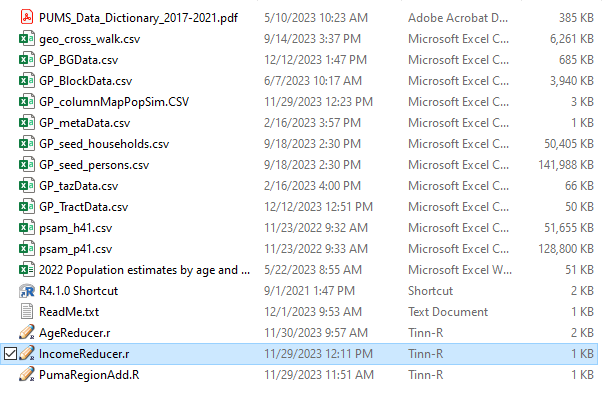 PUMS_Data_Dictionary_2017-2021.pdf 5/10/2023 10:23 AM Adobe Acrobat D... 385 KB
geo_cross_walk.csv 9/14/2023 3:37 PM Microsoft Excel C... 6,261 KB
GP_BGData.csv 12/12/2023 1:47 PM Microsoft Excel C... 685 KB
GP_BlockData.csv 6/7/2023 10:17 AM Microsoft Excel C... 3,940 KB
GP_columnMapPopSim.CSV 11/29/2023 12:23 PM Microsoft Excel C... 3 KB
GP_metaData.csv 2/16/2023 3:57 PM Microsoft Excel C... 1 KB
GP_seed_households.csv 9/18/2023 2:30 PM Microsoft Excel C... 50,405 KB
GP_seed_persons.csv 9/18/2023 2:30 PM Microsoft Excel C... 141,988 KB
GP_tazData.csv 2/16/2023 4:00 PM Microsoft Excel C... 66 KB
GP_TractData.csv 12/12/2023 12:51 PM Microsoft Excel C... 50 KB
psam_h41.csv 11/23/2022 9:32 AM Microsoft Excel C... 51,655 KB
psam_p41.csv 11/23/2022 9:33 AM Microsoft Excel C... 128,800 KB
2022 Population estimates by age and ... 5/22/2023 8:55 AM Microsoft Excel W... 51 KB
R4.1.0 Shortcut 9/1/2021 1:47 PM Shortcut 2 KB
ReadMe.txt 12/1/2023 9:53 AM Text Document 1 KB
AgeReducer.r 11/30/2023 9:57 AM Tinn-R 2 KB
IncomeReducer.r 11/29/2023 12:11 PM Tinn-R 1 KB
PumaRegionAdd.R 11/29/2023 11:51 AM Tinn-R 1 KB